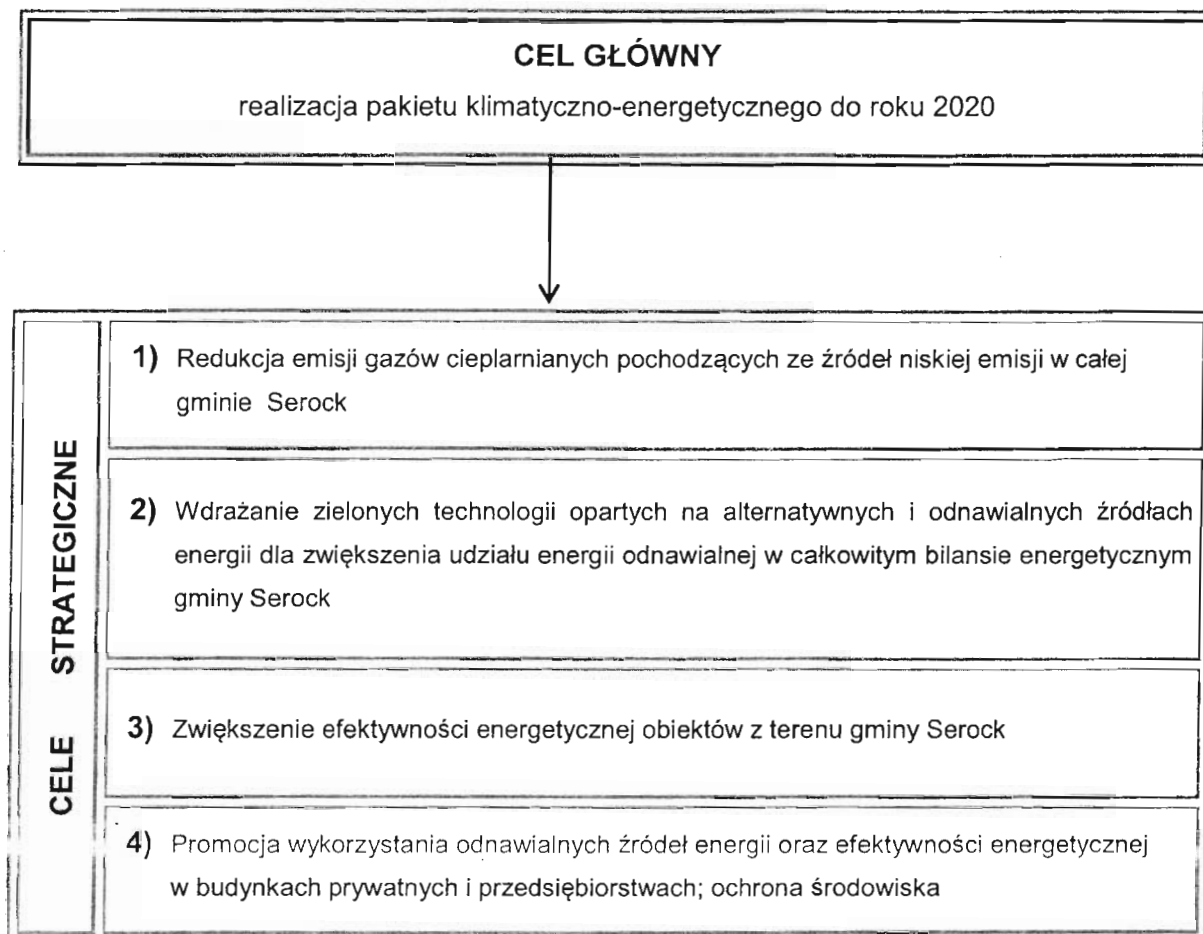 CEL GŁÓWNY
realizacja pakietu klimatyczno-energetycznego do roku 2020
CELE STRATEGICZNE
1) Redukcja emisji gazów cieplarnianych pochodzących ze źródeł niskiej emisji w całej
gminie Serock
2) Wdrażanie zielonych technologii opartych na alternatywnych i odnawialnych źródłach
energii dla zwiększenia udziału energii odnawialnej w całkowitym bilansie energetycznym
gminy Serock
3) Zwiększenie efektywności energetycznej obiektów z terenu gminy Serock
4) Promocja wykorzystania odnawialnych źródeł energii oraz efektywności energetycznej
w budynkach prywatnych i przedsiębiorstwach; ochrona środowiska